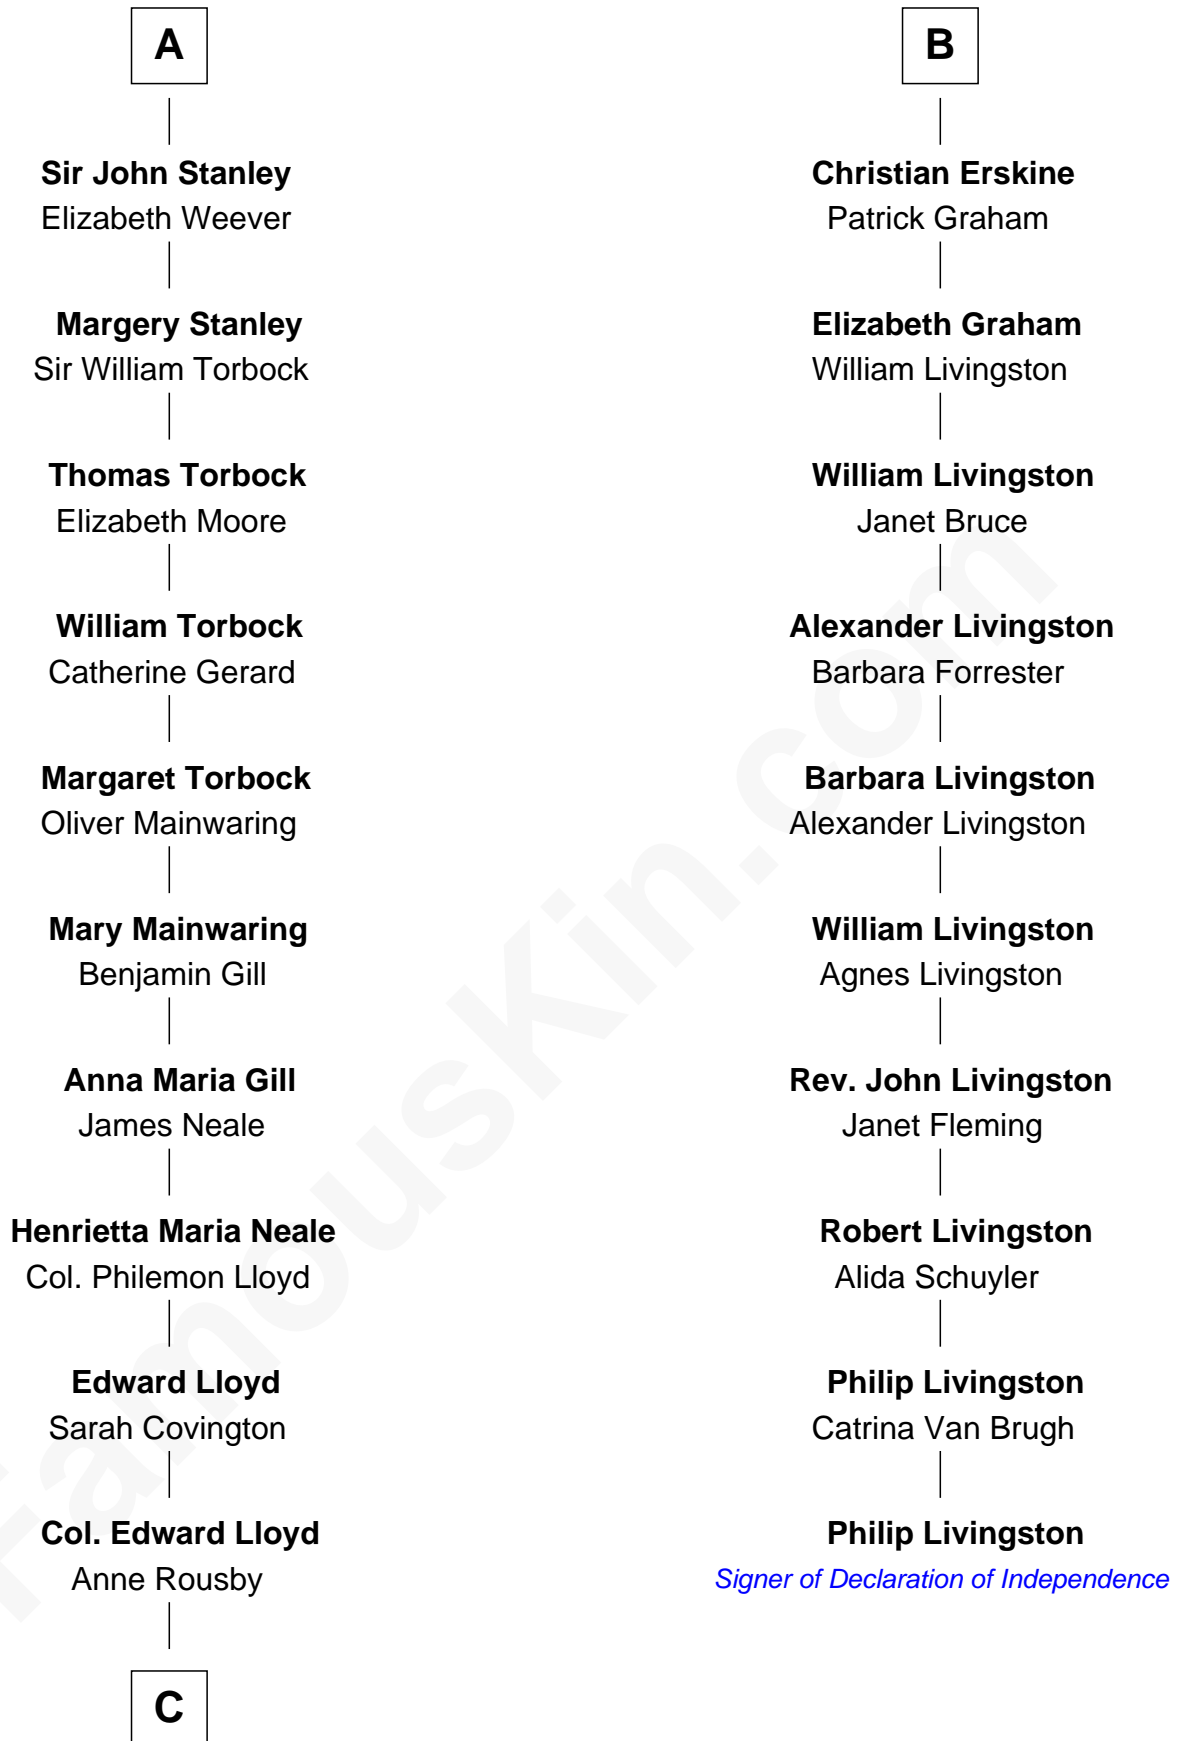 A
Sir John Stanley
Elizabeth Weever
Margery Stanley
Sir William Torbock
Thomas Torbock
Elizabeth Moore
William Torbock
Catherine Gerard
Margaret Torbock
Oliver Mainwaring
Mary Mainwaring
Benjamin Gill
Anna Maria Gill
James Neale
Henrietta Maria Neale
Col. Philemon Lloyd
Edward Lloyd
Sarah Covington
Col. Edward Lloyd
Anne Rousby
C
B
Christian Erskine
Patrick Graham
Elizabeth Graham
William Livingston
William Livingston
Janet Bruce
Alexander Livingston
Barbara Forrester
Barbara Livingston
Alexander Livingston
William Livingston
Agnes Livingston
Rev. John Livingston
Janet Fleming
Robert Livingston
Alida Schuyler
Philip Livingston
Catrina Van Brugh
Philip Livingston
Signer of Declaration of Independence
FamousKin.com